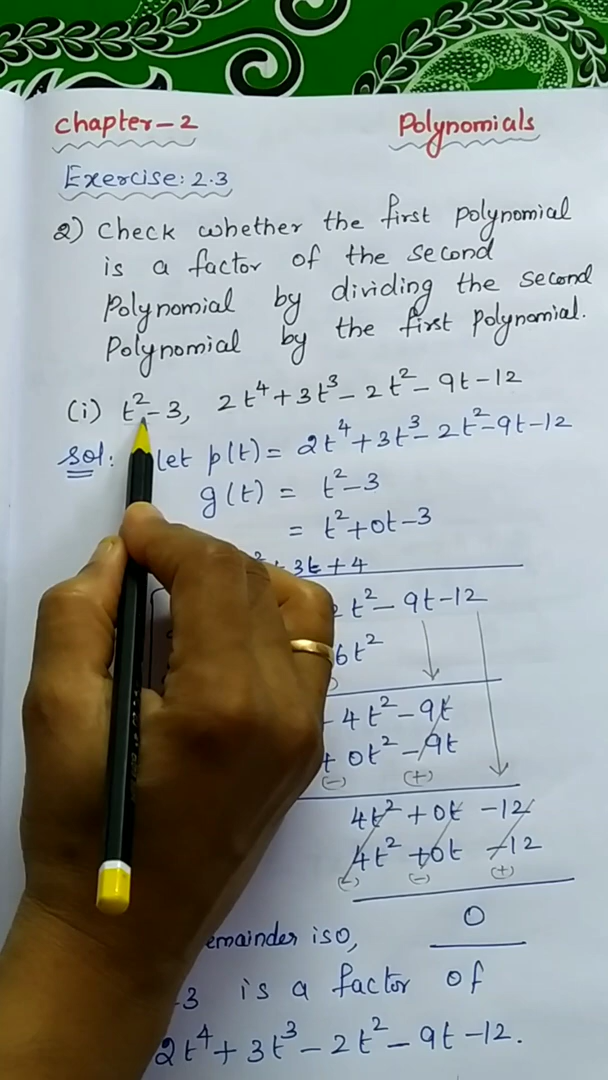 Chapter-2 Polynomials
Exercise: 2.3
2) Check whether the first polynomial
is a factor of the second
Polynomial by dividing the second
Polynomial by the first polynomial.
(i) t²-3, 2t⁴+3t³-2t²-9t-12
Sol: let p(t) = 2t⁴+3t³-2t²-9t-12
g(t) = t²-3
= t²+0t-3
+3t+4
t²-9t-12
6t²
4t²-9t
+0t²-9t
(-) (+)
4t²+0t-12
4t²+0t-12
(-) (-) (+)
0
emainder is 0,
-3 is a factor of
2t⁴+3t³-2t²-9t-12.